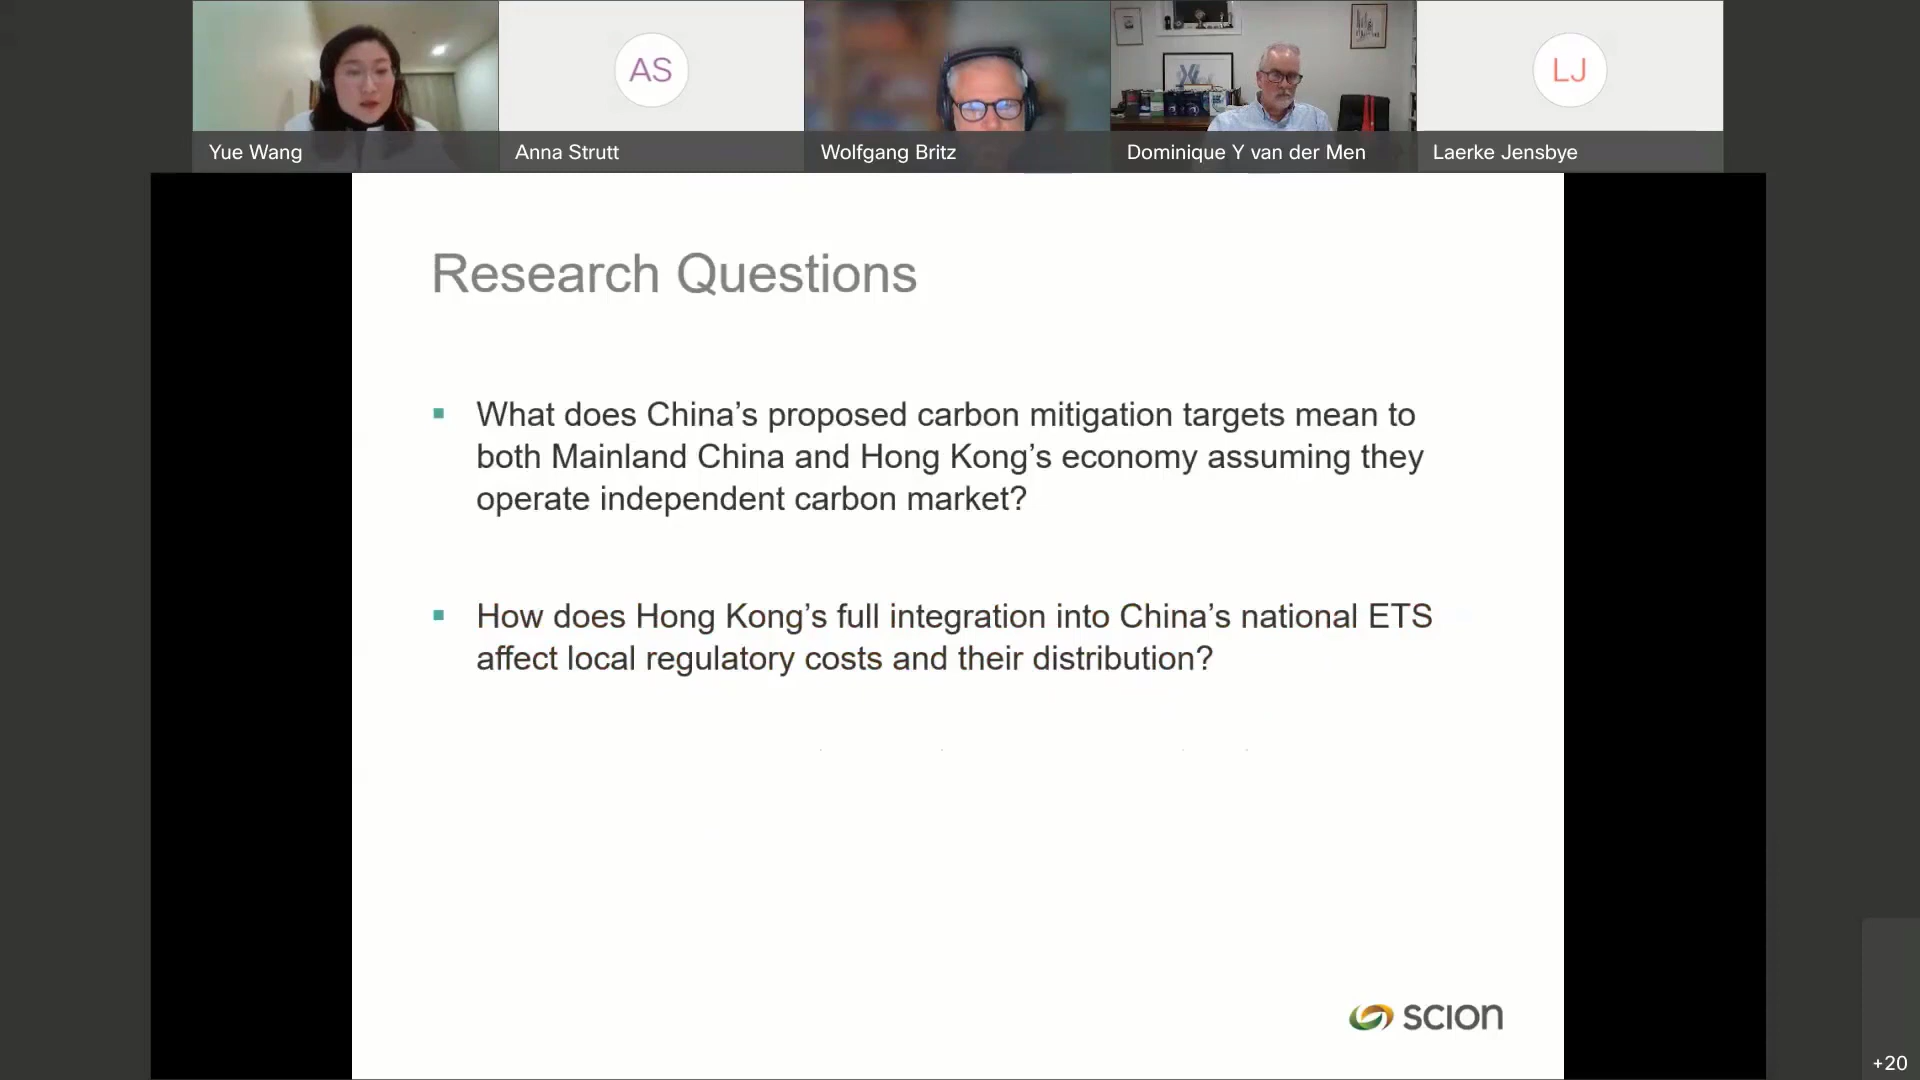 AS
LJ
Yue Wang
Anna Strutt
Wolfgang Britz
Dominique Y van der Men
Laerke Jensbye
Research Questions
What does China’s proposed carbon mitigation targets mean to
both Mainland China and Hong Kong’s economy assuming they
operate independent carbon market?
How does Hong Kong’s full integration into China’s national ETS
affect local regulatory costs and their distribution?
scion
+20